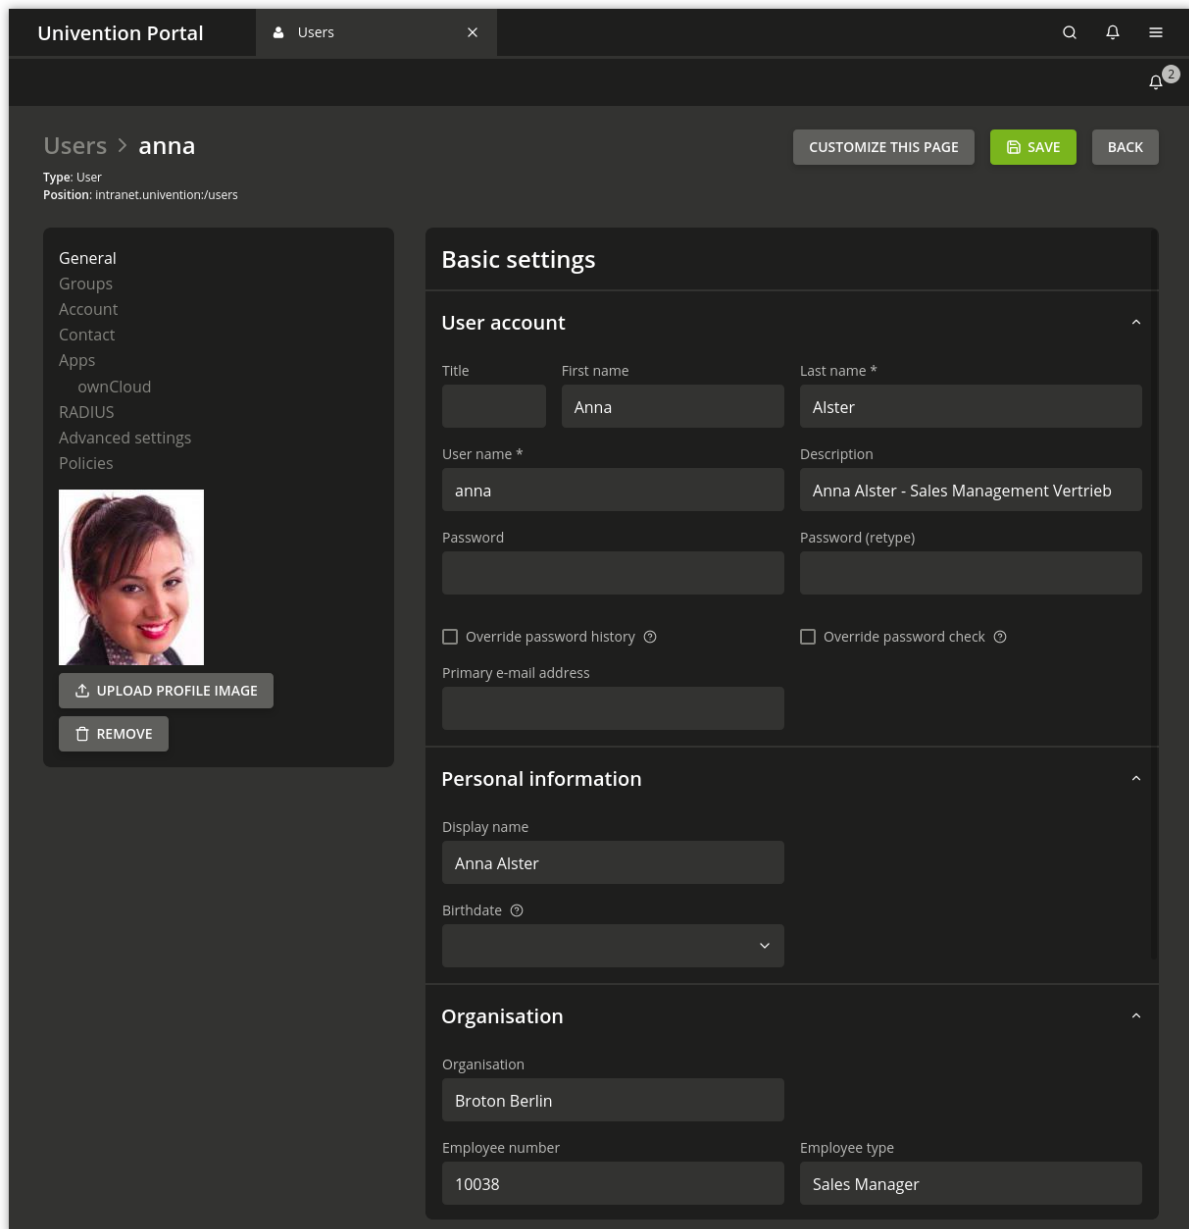 Univention Portal
Users
2
Users > anna
CUSTOMIZE THIS PAGE
SAVE
BACK
Type: User
Position: intranet.univention:/users
General
Groups
Account
Contact
Apps
ownCloud
RADIUS
Advanced settings
Policies
UPLOAD PROFILE IMAGE
REMOVE
Basic settings
User account
Title First name Last name *
Anna Alster
User name * Description
anna Anna Alster - Sales Management Vertrieb
Password Password (retype)
Override password history Override password check
Primary e-mail address
Personal information
Display name
Anna Alster
Birthdate
Organisation
Organisation
Broton Berlin
Employee number Employee type
10038 Sales Manager